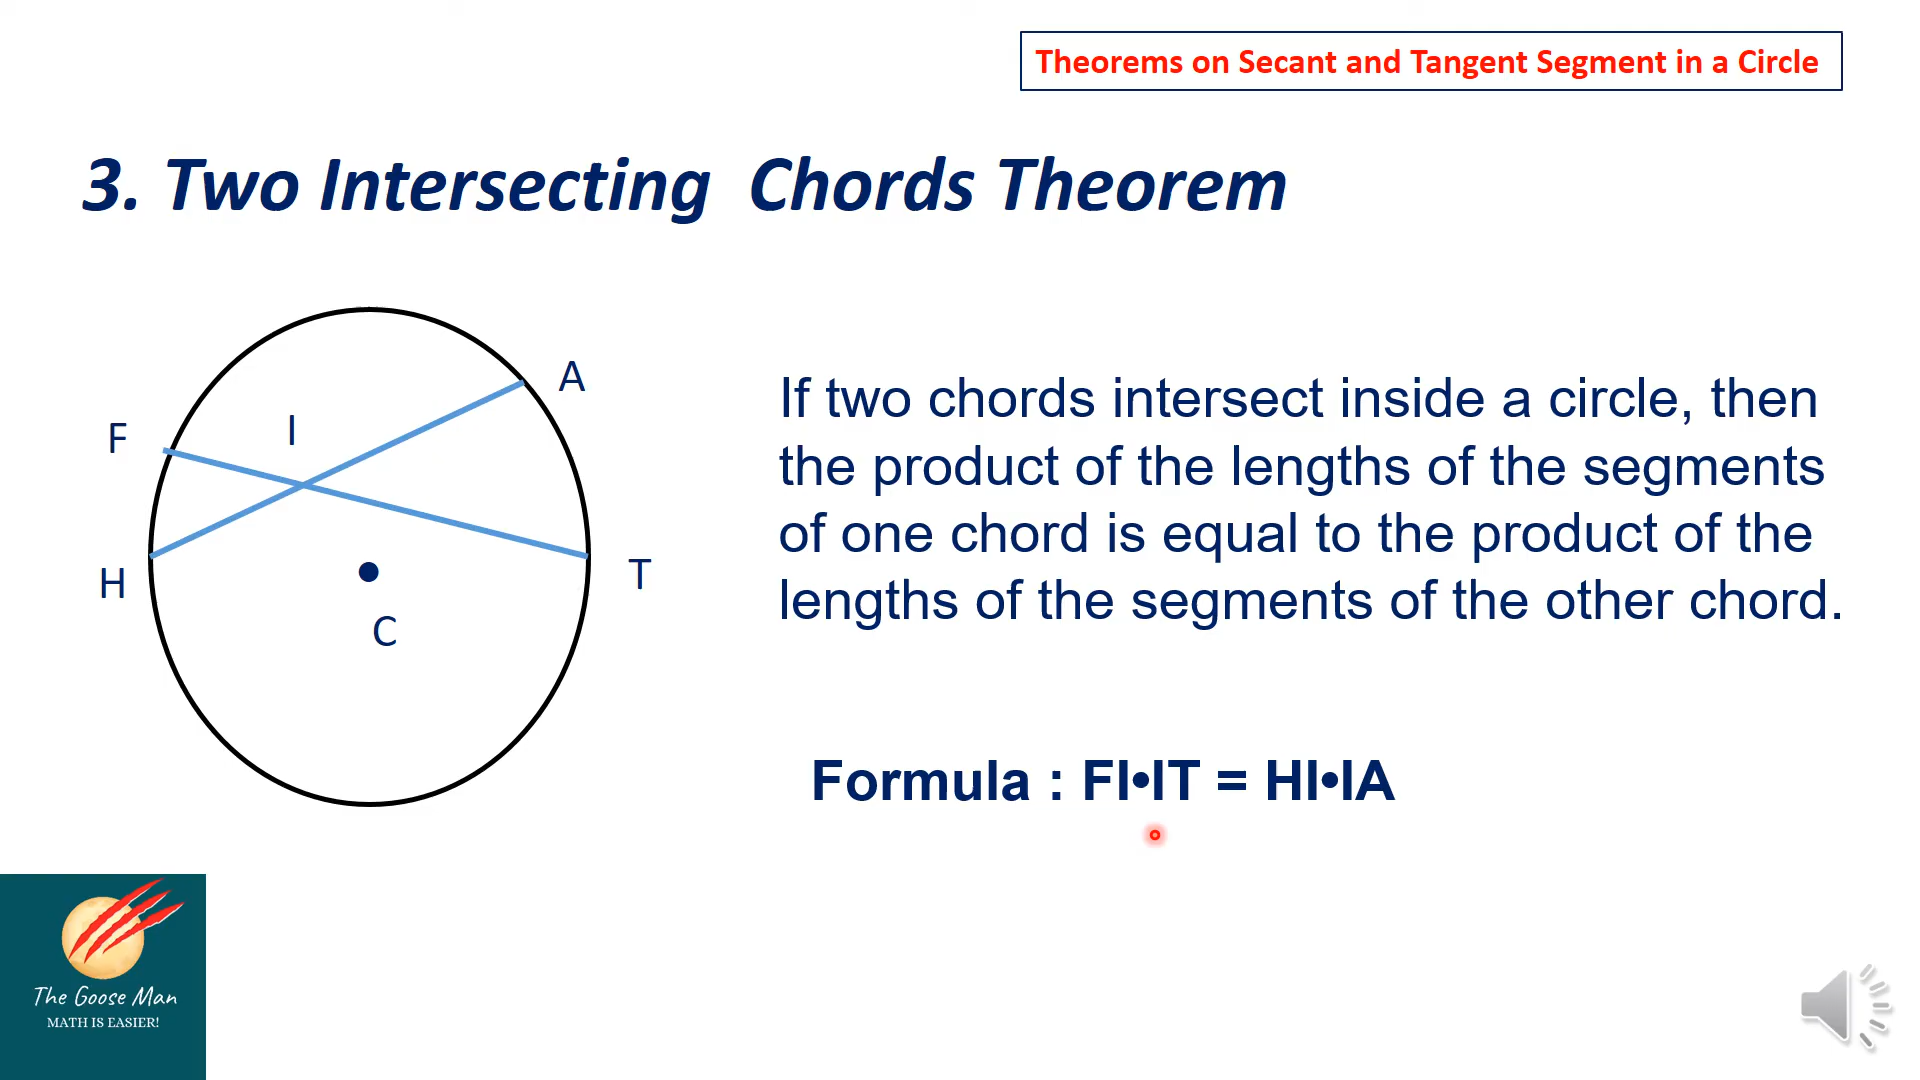 Theorems on Secant and Tangent Segment in a Circle
3. Two Intersecting Chords Theorem
A
I
F
H
T
C
If two chords intersect inside a circle, then
the product of the lengths of the segments
of one chord is equal to the product of the
lengths of the segments of the other chord.
Formula : FI•IT = HI•IA
The Goose Man
MATH IS EASIER!